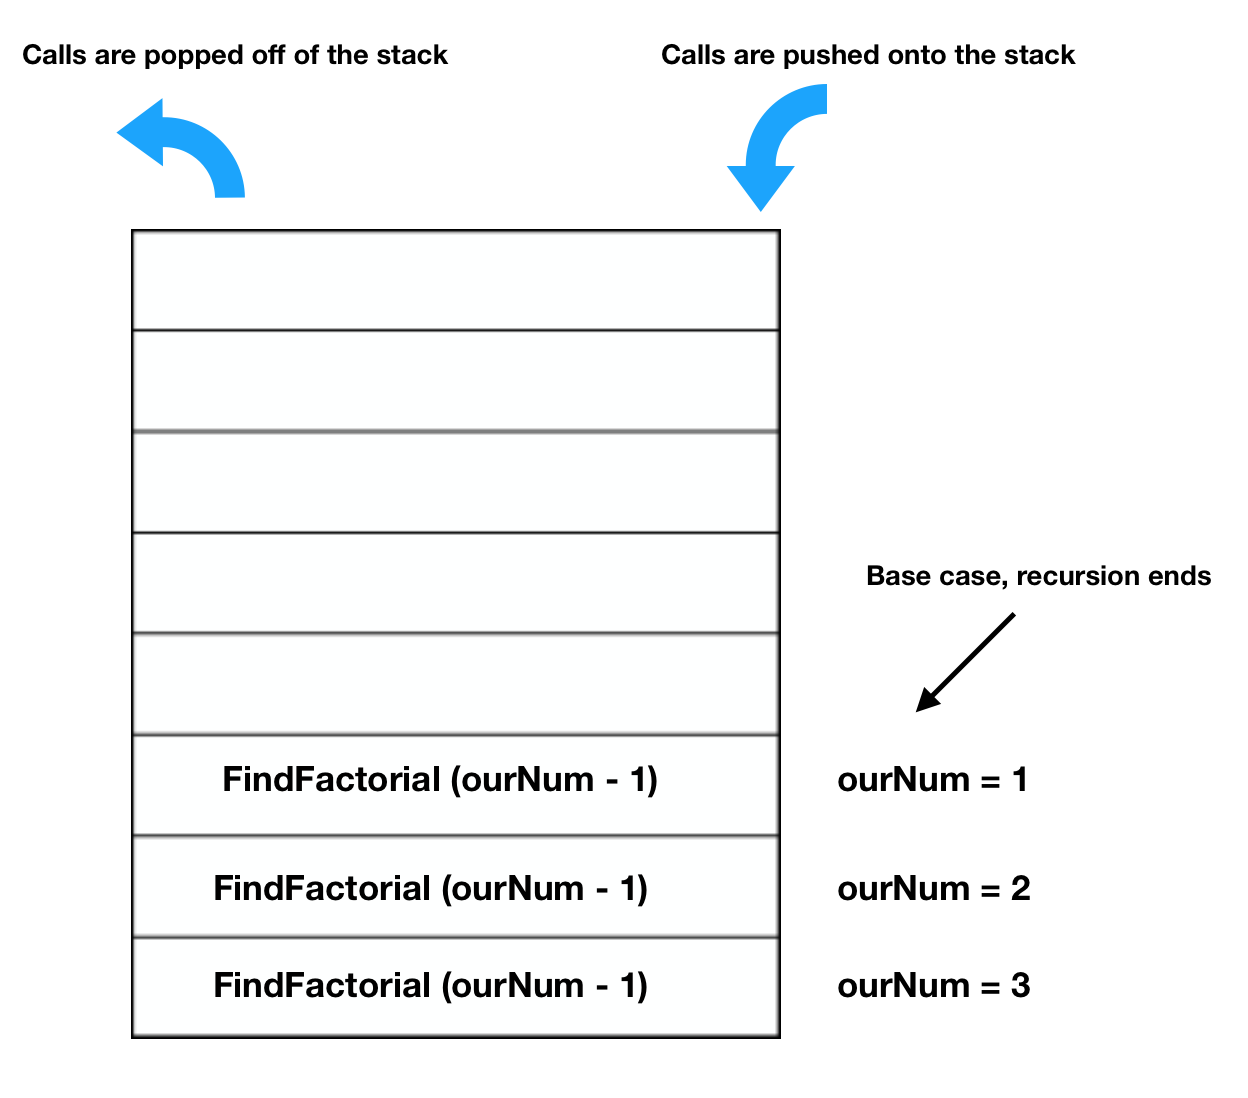 Calls are popped off of the stack
Calls are pushed onto the stack
Base case, recursion ends
FindFactorial (ourNum - 1)
ourNum = 1
FindFactorial (ourNum - 1)
ourNum = 2
FindFactorial (ourNum - 1)
ourNum = 3